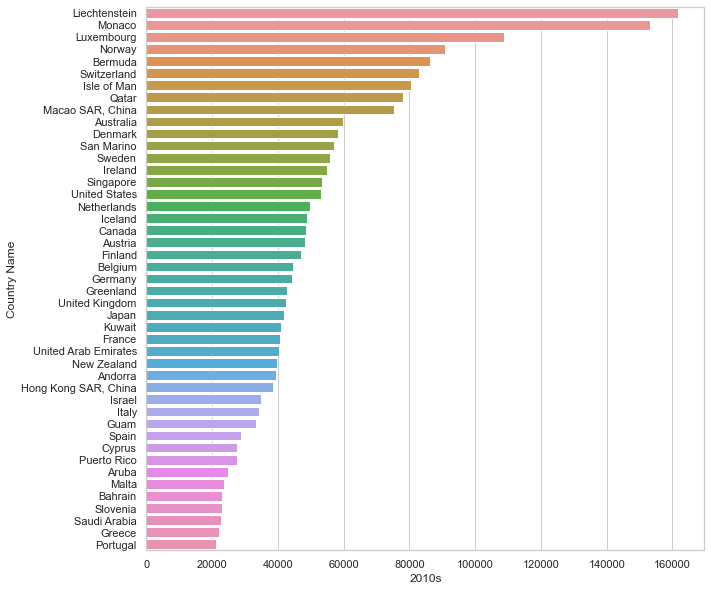 Liechtenstein
Monaco
Luxembourg
Norway
Bermuda
Switzerland
Isle of Man
Qatar
Macao SAR, China
Australia
Denmark
San Marino
Sweden
Ireland
Singapore
United States
Netherlands
Iceland
Canada
Austria
Finland
Belgium
Germany
Greenland
United Kingdom
Japan
Kuwait
France
United Arab Emirates
New Zealand
Andorra
Hong Kong SAR, China
Israel
Italy
Guam
Spain
Cyprus
Puerto Rico
Aruba
Malta
Bahrain
Slovenia
Saudi Arabia
Greece
Portugal
Country Name
0 20000 40000 60000 80000 100000 120000 140000 160000
2010s